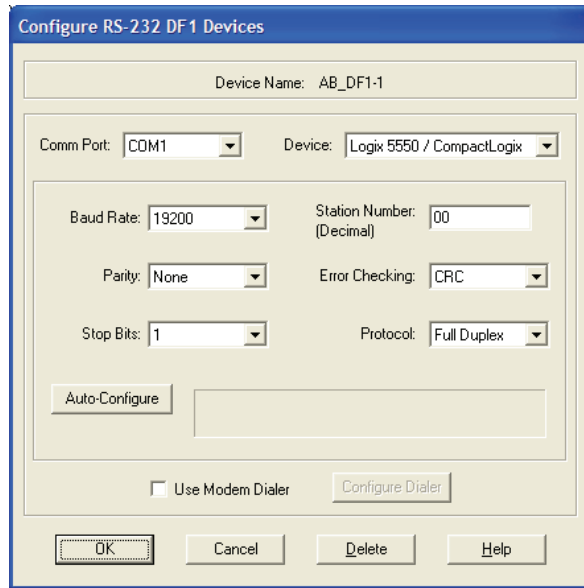 Configure RS-232 DF1 Devices
Device Name: AB_DF1-1
Comm Port: COM1 Device: Logix 5550 / CompactLogix
Baud Rate: 19200 Station Number: 00
(Decimal)
Parity: None Error Checking: CRC
Stop Bits: 1 Protocol: Full Duplex
Auto-Configure
Use Modem Dialer Configure Dialer
OK Cancel Delete Help